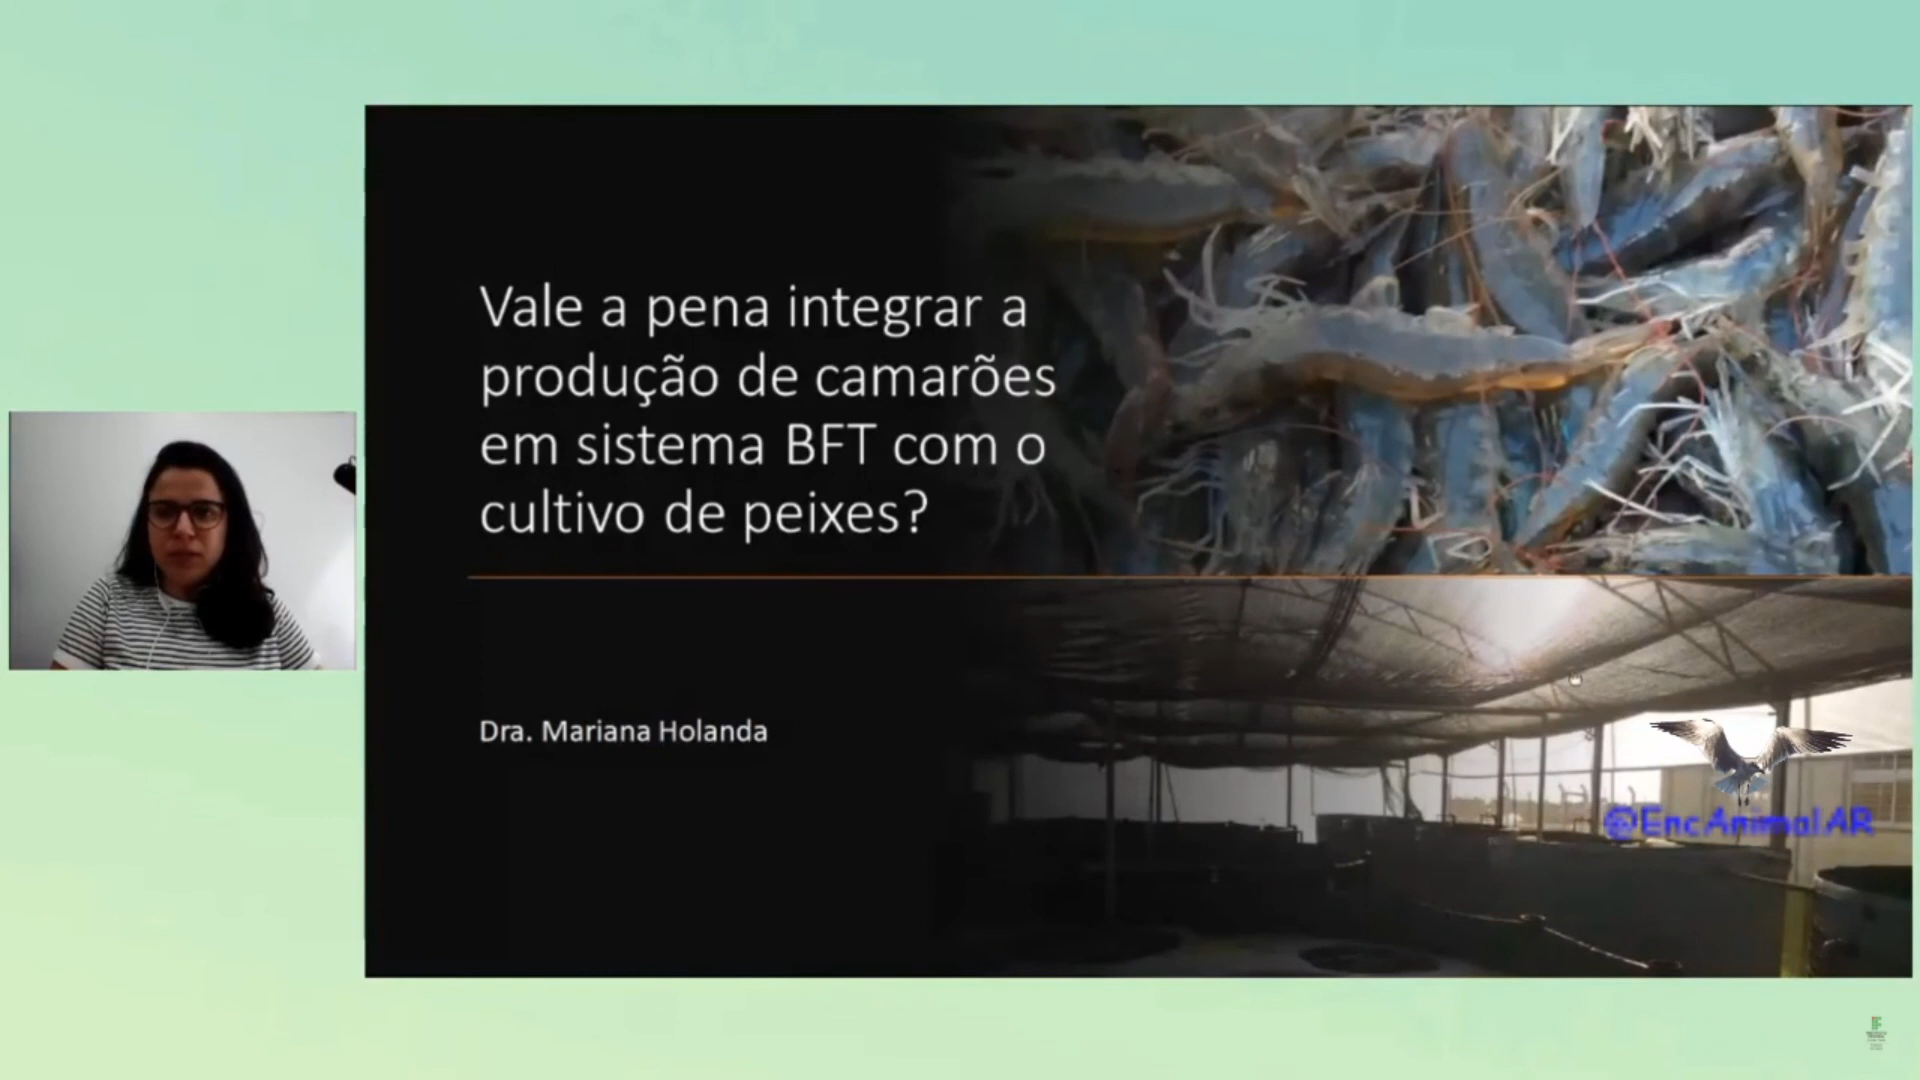 Vale a pena integrar a
produção de camarões
em sistema BFT com o
cultivo de peixes?
Dra. Mariana Holanda
@EncAnimalAR